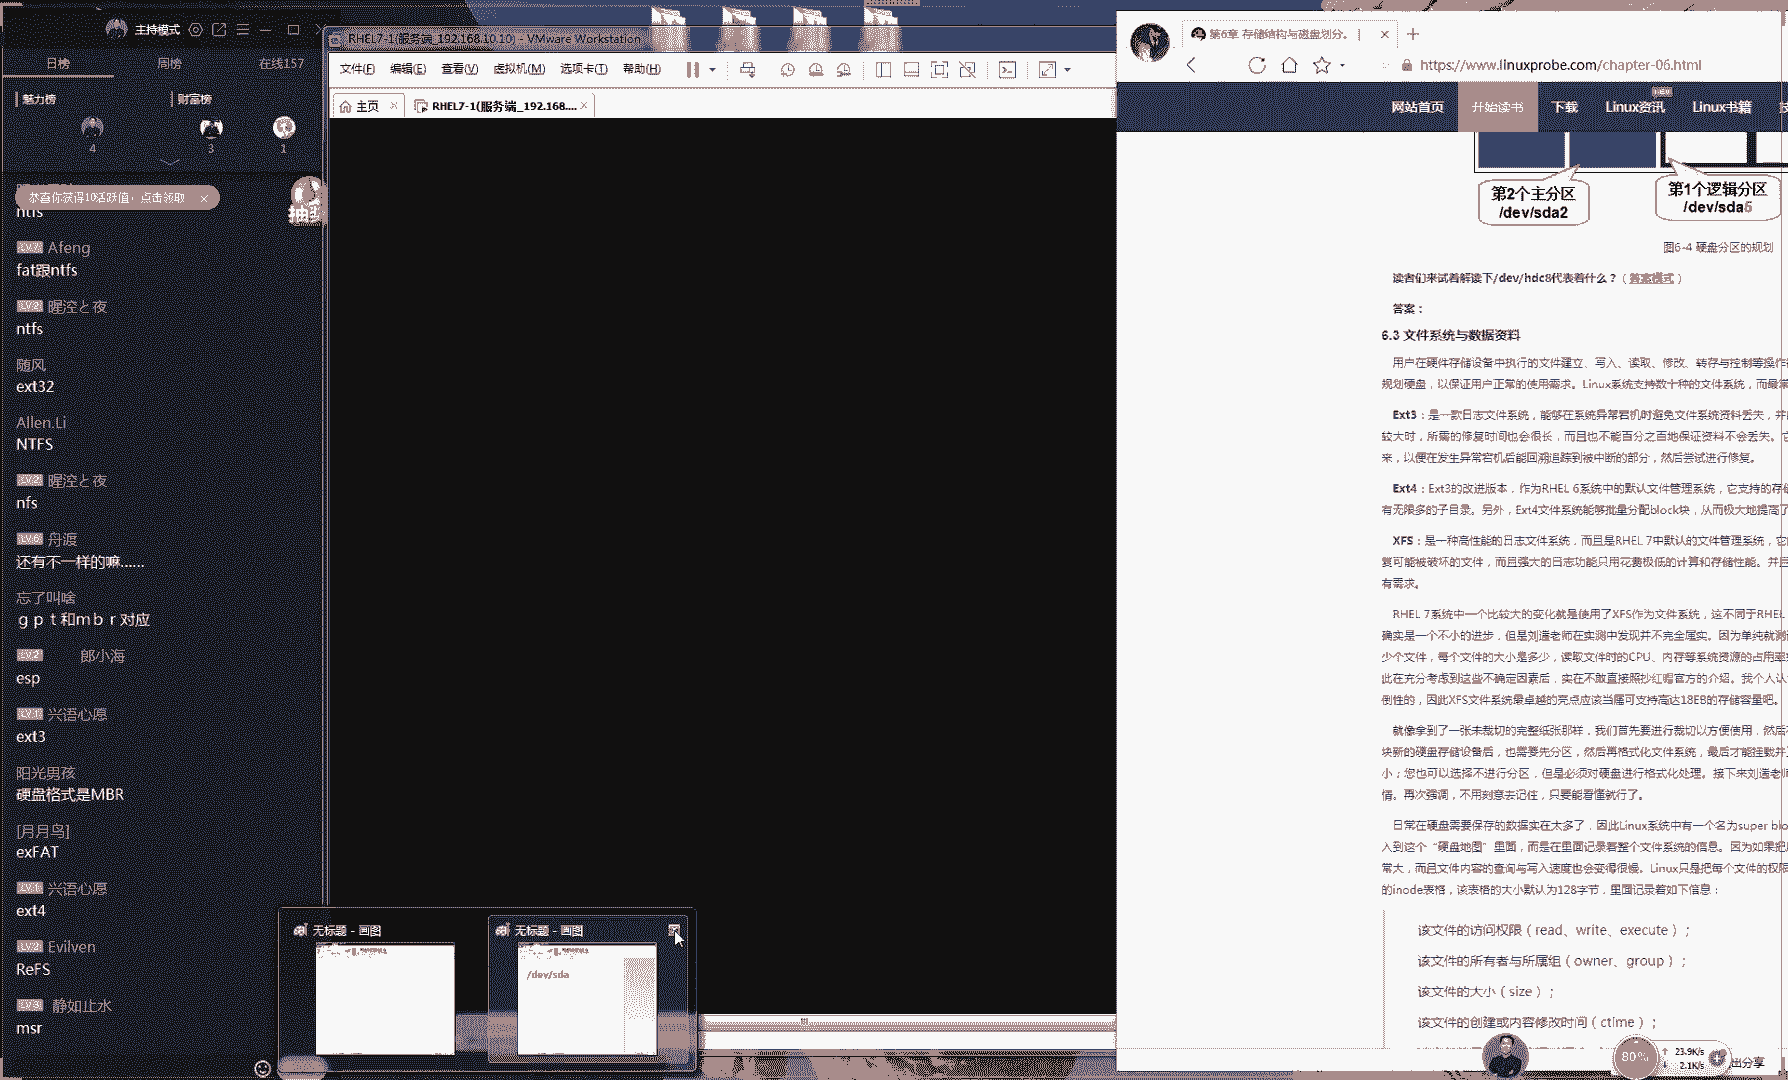 主持模式
日榜 周榜 在线157
魅力榜 财富榜
4 3 1
恭喜你获得10活跃值，点击领取 ×
ntfs
Afeng
fat跟ntfs
LV.2 腥涳と夜
ntfs
随风
ext32
Allen.Li
NTFS
LV.2 腥涳と夜
nfs
LV.6 舟渡
还有不一样的嘛......
忘了叫啥
ｇｐｔ和ｍｂｒ对应
LV.2 郎小海
esp
兴语心愿
ext3
阳光男孩
硬盘格式是MBR
[月月鸟]
exFAT
兴语心愿
ext4
LV.2 Evilven
ReFS
LV.3 静如止水
msr
RHEL7-1(服务端_192.168.10.10) - VMware Workstation
文件(F) 编辑(E) 查看(V) 虚拟机(M) 选项卡(T) 帮助(H)
主页 × RHEL7-1(服务端_192.168.... ×
无标题 - 画图
无标题 - 画图
/dev/sda
第6章 存储结构与磁盘划分。 |
https://www.linuxprobe.com/chapter-06.html
网站首页 开始读书 下载 Linux资讯 NEW Linux书籍
第2个主分区
/dev/sda2
第1个逻辑分区
/dev/sda5
图6-4 硬盘分区的规划
读者们来试着解读下/dev/hdc8代表着什么？（答案模式）
答案：
6.3 文件系统与数据资料
用户在硬件存储设备中执行的文件建立、写入、读取、修改、转存与控制等操作
规划硬盘，以保证用户正常的使用需求。Linux系统支持数十种的文件系统，而最常
Ext3：是一款日志文件系统，能够在系统异常宕机时避免文件系统资料丢失，并
较大时，所需的修复时间也会很长，而且也不能百分之百地保证资料不会丢失。它
来，以便在发生异常宕机后能回溯追踪到被中断的部分，然后尝试进行修复。
Ext4：Ext3的改进版本，作为RHEL 6系统中的默认文件管理系统，它支持的存储
有无限多的子目录。另外，Ext4文件系统能够批量分配block块，从而极大地提高了
XFS：是一种高性能的日志文件系统，而且是RHEL 7中默认的文件管理系统，它
复可能被破坏的文件，而且强大的日志功能只用花费极低的计算和存储性能。并且
有需求。
RHEL 7系统中一个比较大的变化就是使用了XFS作为文件系统，这不同于RHEL
确实是一个不小的进步，但是刘遄老师在实测中发现并不完全属实。因为单纯就测
少个文件，每个文件的大小是多少，读取文件时的CPU、内存等系统资源的占用率
此在充分考虑到这些不确定因素后，实在不敢直接照抄红帽官方的介绍。我个人认
倒性的，因此XFS文件系统最卓越的亮点应该当属可支持高达18EB的存储容量吧。
就像拿到了一张未裁切的完整纸张那样，我们首先要进行裁切以方便使用，然后
块新的硬盘存储设备后，也需要先分区，然后再格式化文件系统，最后才能挂载并
小；您也可以选择不进行分区，但是必须对硬盘进行格式化处理。接下来刘遄老师
情。再次强调，不用刻意去记住，只要能看懂就行了。
日常在硬盘需要保存的数据实在太多了，因此Linux系统中有一个名为super blo
入到这个“硬盘地图”里面，而是在里面记录着整个文件系统的信息。因为如果把
常大，而且文件内容的查询与写入速度也会变得很慢。Linux只是把每个文件的权限
的inode表格，该表格的大小默认为128字节，里面记录着如下信息：
该文件的访问权限（read、write、execute）；
该文件的所有者与所属组（owner、group）；
该文件的大小（size）；
该文件的创建或内容修改时间（ctime）；
80% 23.9K/s
2.1K/s
出分享